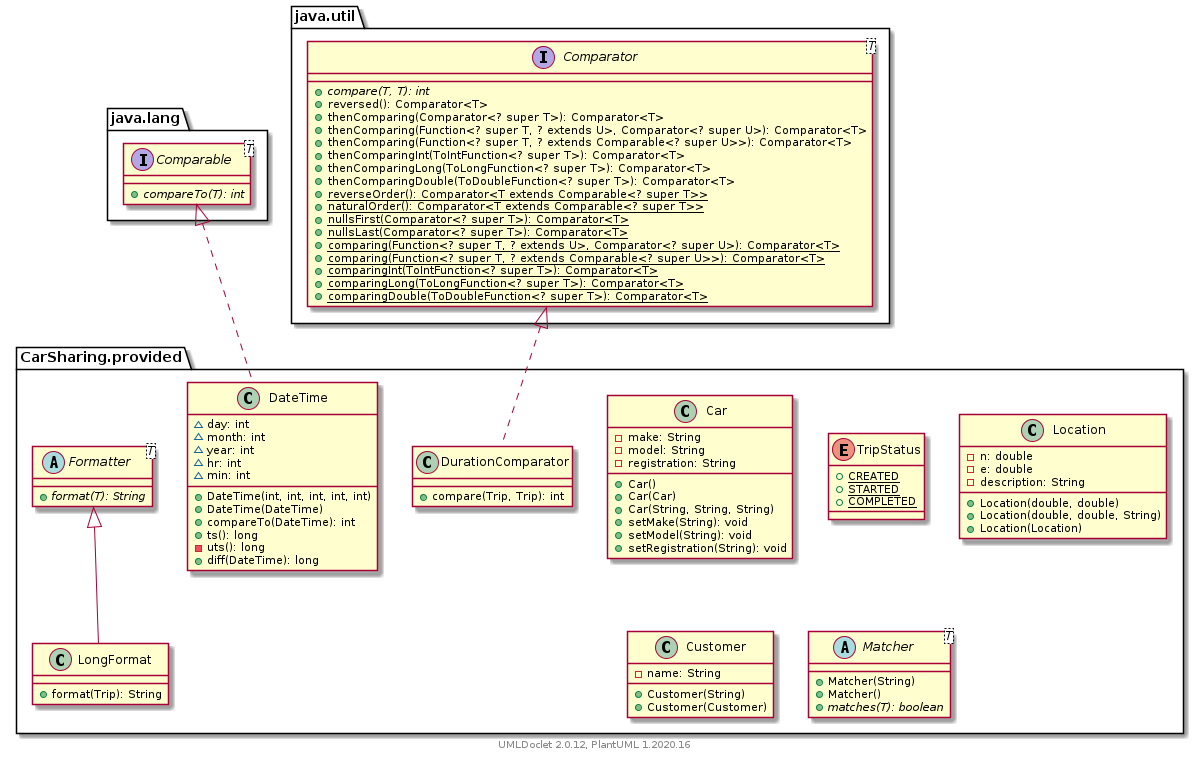 java.util
I Comparator
T
compare(T, T): int
reversed(): Comparator<T>
thenComparing(Comparator<? super T>): Comparator<T>
thenComparing(Function<? super T, ? extends U>, Comparator<? super U>): Comparator<T>
thenComparing(Function<? super T, ? extends Comparable<? super U>>): Comparator<T>
thenComparingInt(ToIntFunction<? super T>): Comparator<T>
thenComparingLong(ToLongFunction<? super T>): Comparator<T>
thenComparingDouble(ToDoubleFunction<? super T>): Comparator<T>
reverseOrder(): Comparator<T extends Comparable<? super T>>
naturalOrder(): Comparator<T extends Comparable<? super T>>
nullsFirst(Comparator<? super T>): Comparator<T>
nullsLast(Comparator<? super T>): Comparator<T>
comparing(Function<? super T, ? extends U>, Comparator<? super U>): Comparator<T>
comparing(Function<? super T, ? extends Comparable<? super U>>): Comparator<T>
comparingInt(ToIntFunction<? super T>): Comparator<T>
comparingLong(ToLongFunction<? super T>): Comparator<T>
comparingDouble(ToDoubleFunction<? super T>): Comparator<T>
java.lang
I Comparable
T
compareTo(T): int
CarSharing.provided
A Formatter
T
format(T): String
C DateTime
day: int
month: int
year: int
hr: int
min: int
DateTime(int, int, int, int, int)
DateTime(DateTime)
compareTo(DateTime): int
ts(): long
uts(): long
diff(DateTime): long
C DurationComparator
compare(Trip, Trip): int
C Car
make: String
model: String
registration: String
Car()
Car(Car)
Car(String, String, String)
setMake(String): void
setModel(String): void
setRegistration(String): void
E TripStatus
CREATED
STARTED
COMPLETED
C Location
n: double
e: double
description: String
Location(double, double)
Location(double, double, String)
Location(Location)
C LongFormat
format(Trip): String
C Customer
name: String
Customer(String)
Customer(Customer)
A Matcher
T
Matcher(String)
Matcher()
matches(T): boolean
UMLDoclet 2.0.12, PlantUML 1.2020.16